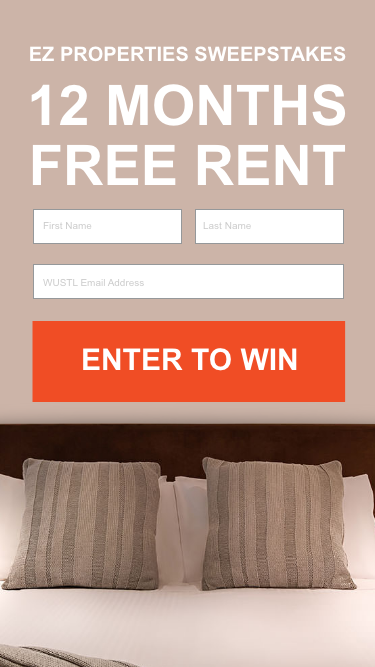 EZ PROPERTIES SWEEPSTAKES
12 MONTHS
FREE RENT
First Name
Last Name
WUSTL Email Address
ENTER TO WIN